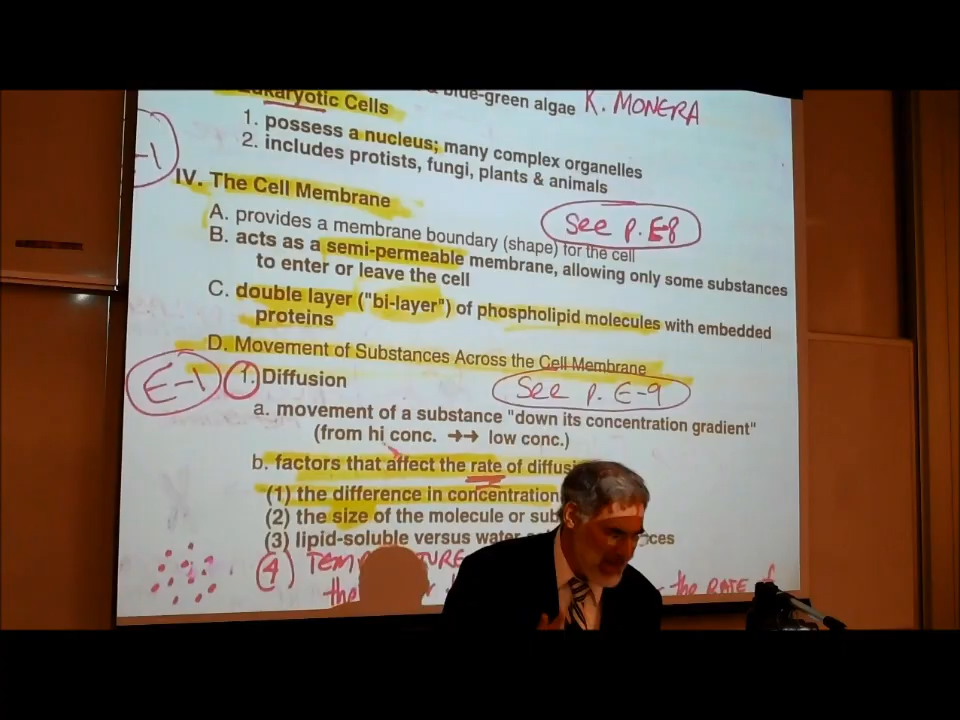 Eukaryotic Cells
blue-green algae K. MONERA
1. possess a nucleus; many complex organelles
2. includes protists, fungi, plants & animals
-1
IV. The Cell Membrane
See p. E-8
A. provides a membrane boundary (shape) for the cell
B. acts as a semi-permeable membrane, allowing only some substances
to enter or leave the cell
C. double layer ("bi-layer") of phospholipid molecules with embedded
proteins
D. Movement of Substances Across the Cell Membrane
E-1 1. Diffusion
See p. E-9
a. movement of a substance "down its concentration gradient"
(from hi conc. →→ low conc.)
b. factors that affect the rate of
(1) the difference in concentration
(2) the size of the molecule or
(3) lipid-soluble versus water
(4)
the the RATE of